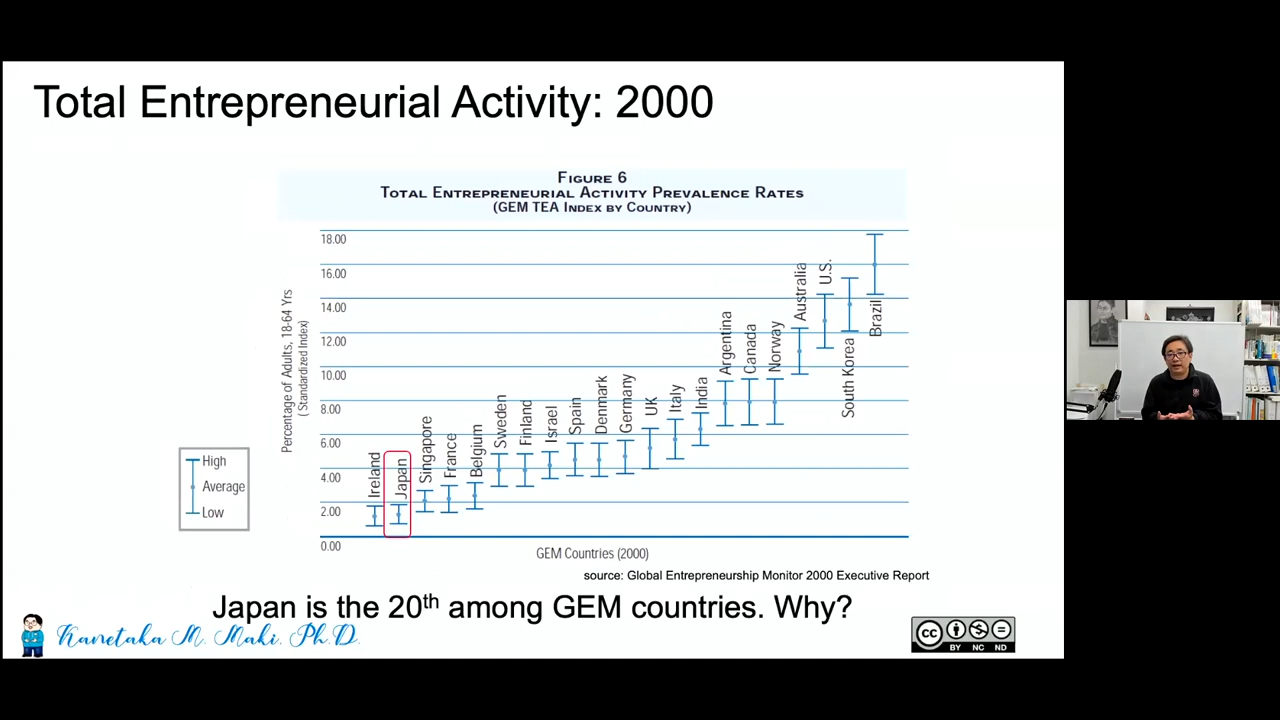 Total Entrepreneurial Activity: 2000
FIGURE 6
TOTAL ENTREPRENEURIAL ACTIVITY PREVALENCE RATES
(GEM TEA INDEX BY COUNTRY)
Percentage of Adults, 18-64 Yrs
(Standardized Index)
18.00
16.00
14.00
12.00
10.00
8.00
6.00
4.00
2.00
0.00
Ireland
Japan
Singapore
France
Belgium
Sweden
Finland
Israel
Spain
Denmark
Germany
UK
Italy
India
Argentina
Canada
Norway
Australia
U.S.
South Korea
Brazil
High
Average
Low
GEM Countries (2000)
source: Global Entrepreneurship Monitor 2000 Executive Report
Japan is the 20th among GEM countries. Why?
Kanetaka M. Maki, Ph.D.
cc
BY NC ND